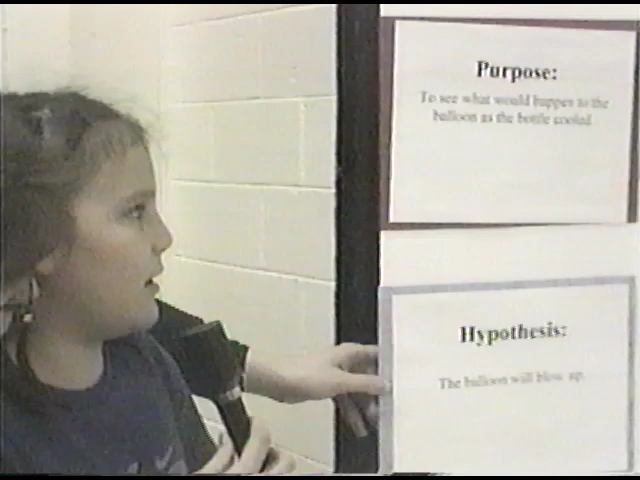 Purpose:
To see what would happen to the
balloon as the bottle cooled.
Hypothesis:
The balloon will blow up.